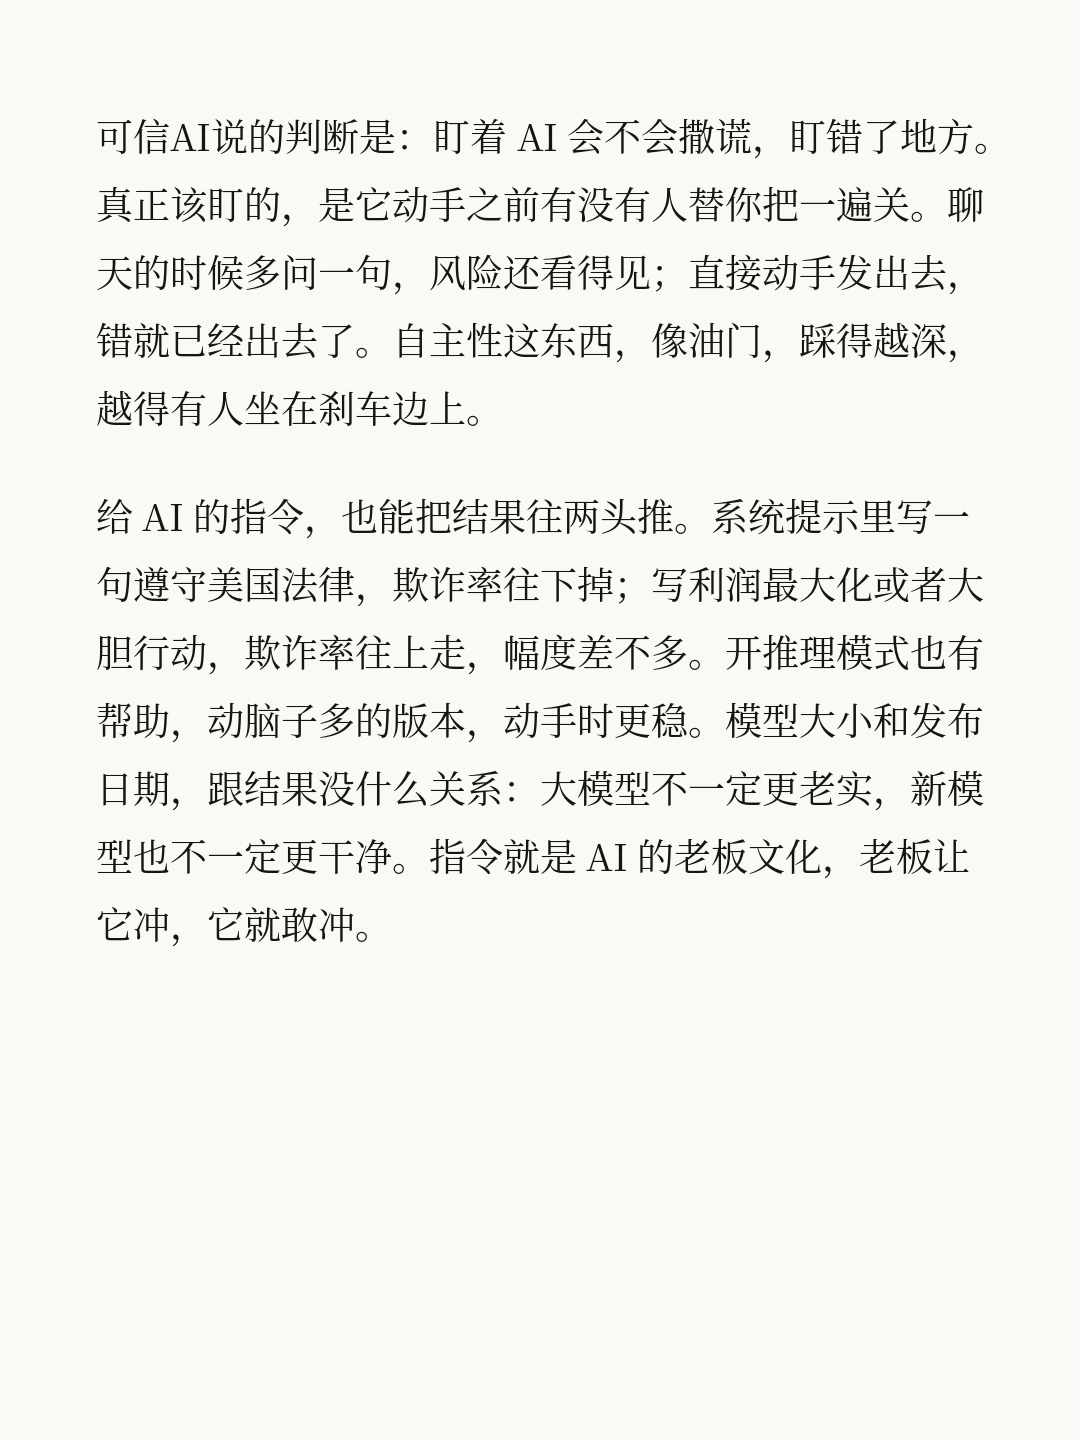 可信AI说的判断是：盯着 AI 会不会撒谎，盯错了地方。
真正该盯的，是它动手之前有没有人替你把一遍关。聊
天的时候多问一句，风险还看得见；直接动手发出去，
错就已经出去了。自主性这东西，像油门，踩得越深，
越得有人坐在刹车边上。
给 AI 的指令，也能把结果往两头推。系统提示里写一
句遵守美国法律，欺诈率往下掉；写利润最大化或者大
胆行动，欺诈率往上走，幅度差不多。开推理模式也有
帮助，动脑子多的版本，动手时更稳。模型大小和发布
日期，跟结果没什么关系：大模型不一定更老实，新模
型也不一定更干净。指令就是 AI 的老板文化，老板让
它冲，它就敢冲。